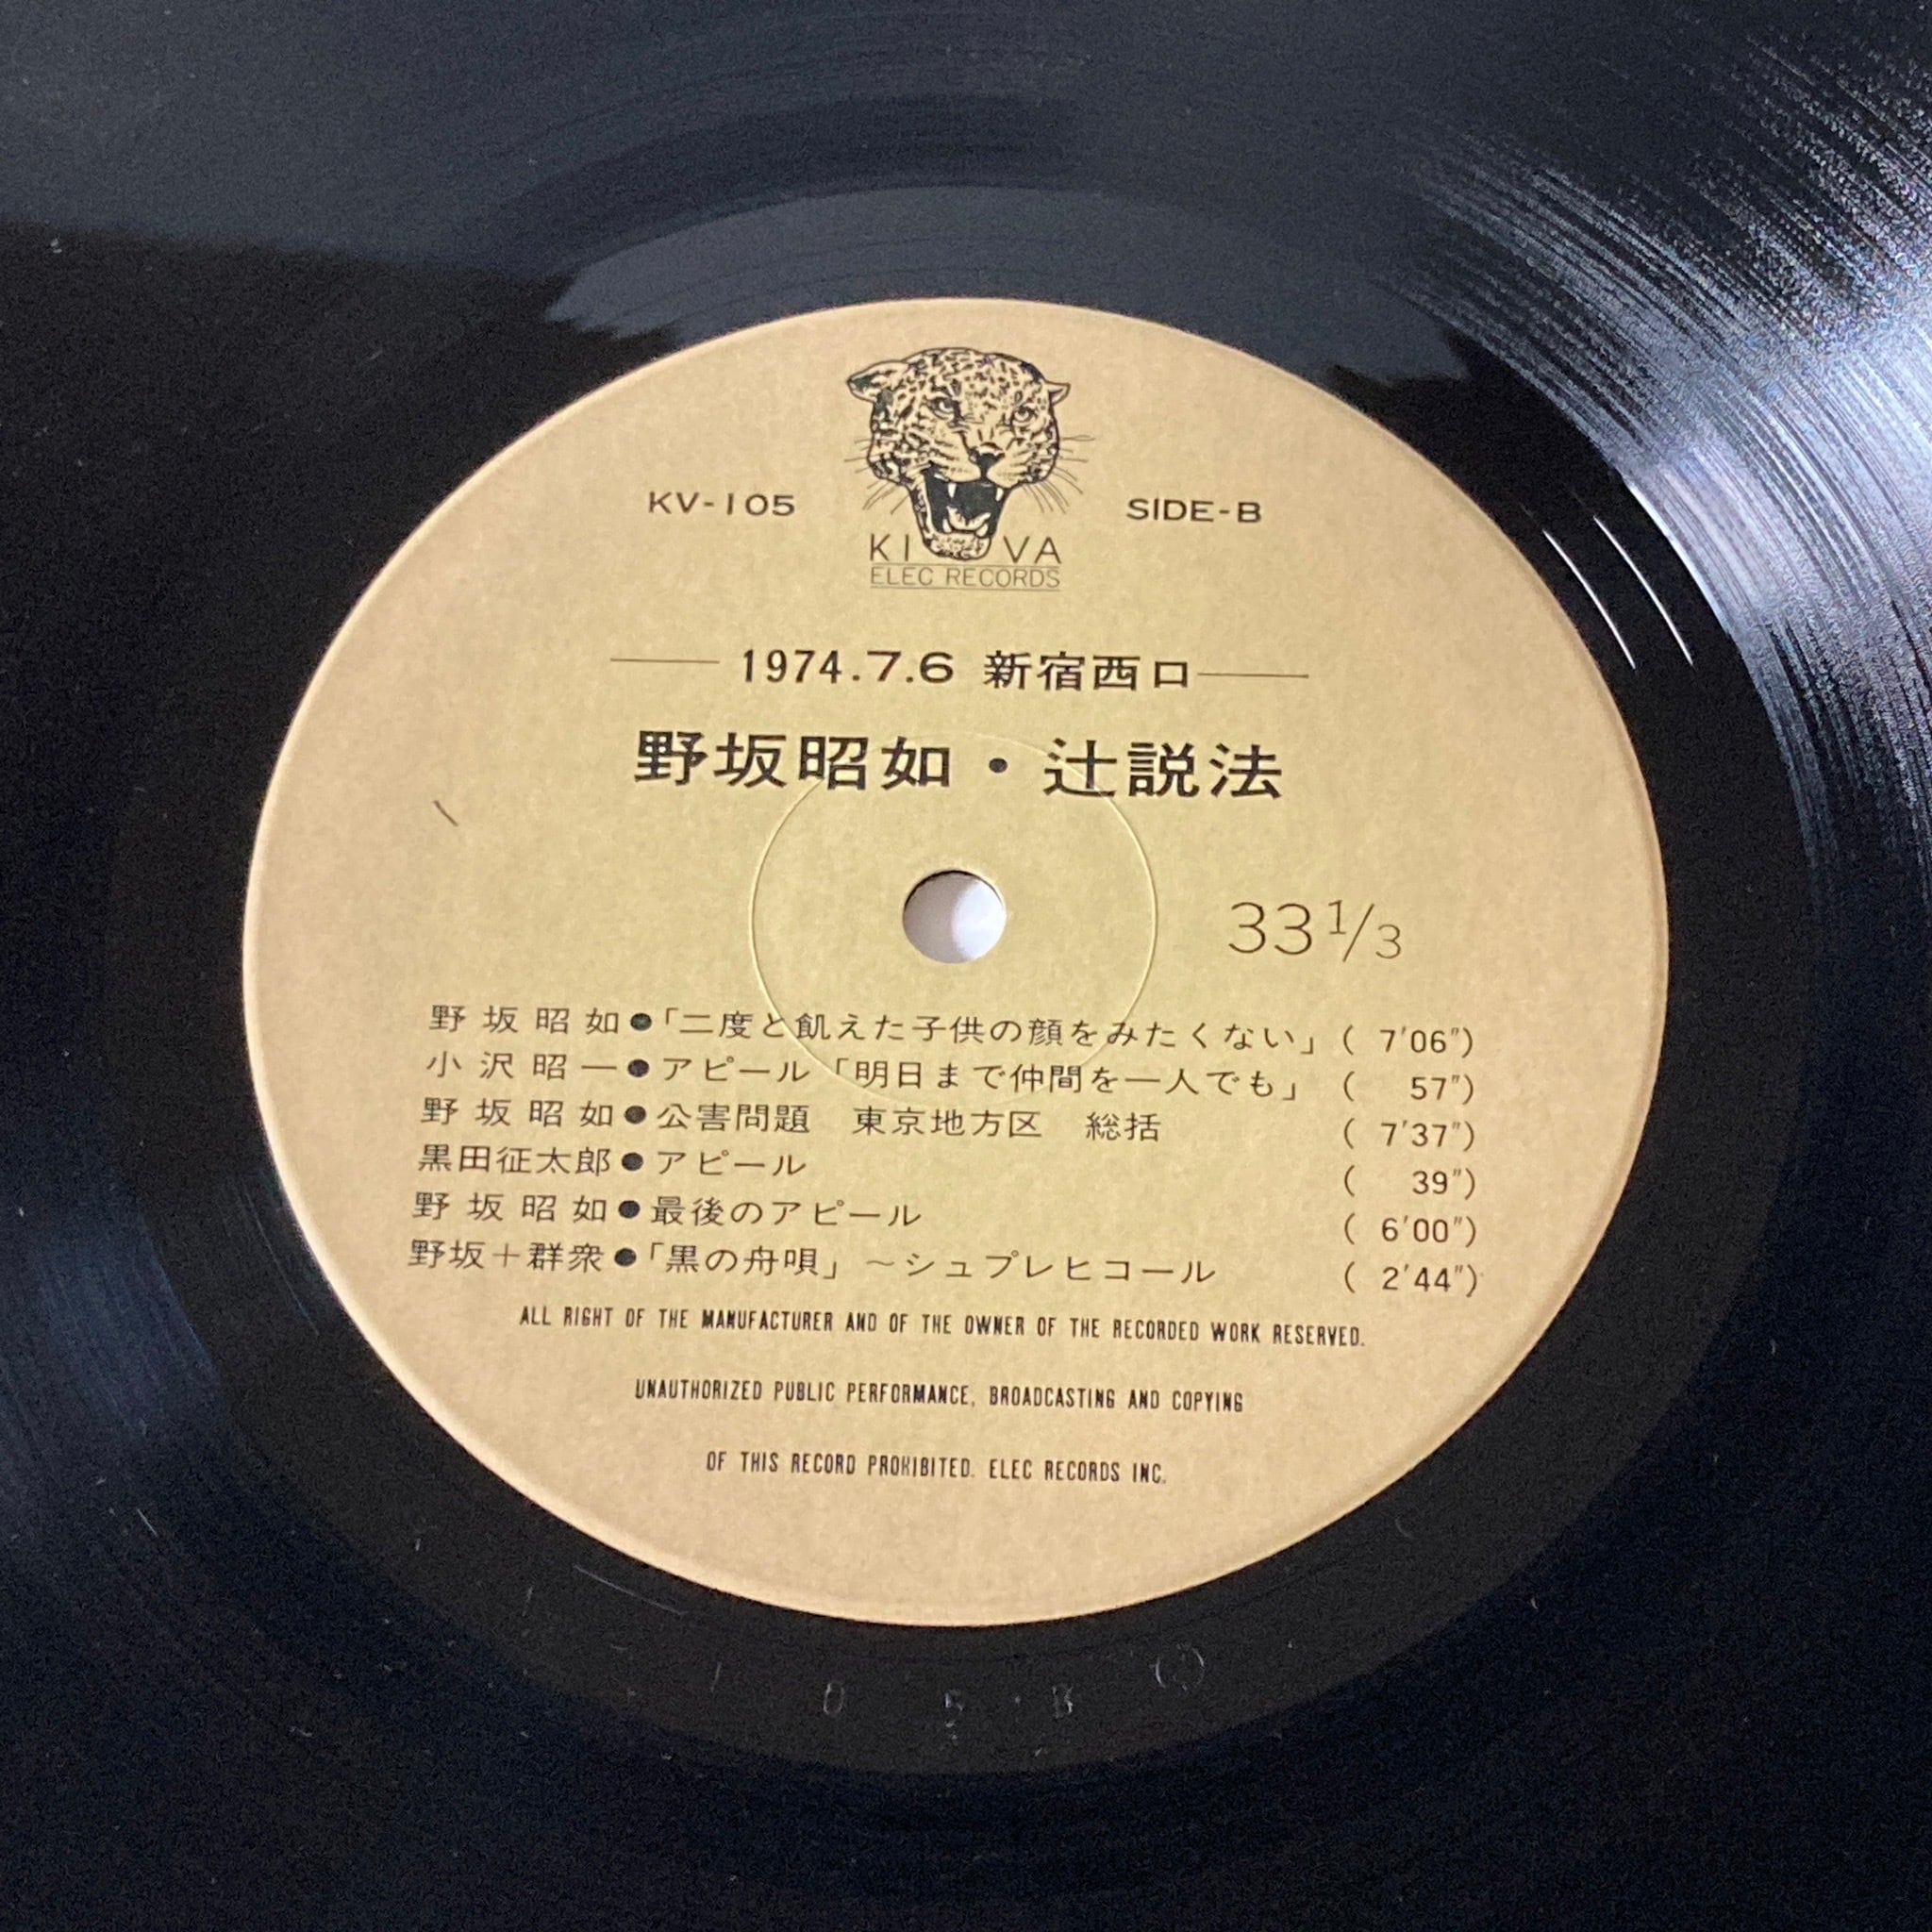 KV-105
SIDE-B
KIVA
ELEC RECORDS
1974.7.6 新宿西口
野坂昭如・辻説法
33 1/3
野坂昭如●「二度と飢えた子供の顔をみたくない」( 7′06″)
小沢昭一●アピール「明日まで仲間を一人でも」( 57″)
野坂昭如●公害問題 東京地方区 総括 ( 7′37″)
黒田征太郎●アピール ( 39″)
野坂昭如●最後のアピール ( 6′00″)
野坂+群衆●「黒の舟唄」~シュプレヒコール ( 2′44″)
ALL RIGHT OF THE MANUFACTURER AND OF THE OWNER OF THE RECORDED WORK RESERVED.
UNAUTHORIZED PUBLIC PERFORMANCE, BROADCASTING AND COPYING
OF THIS RECORD PROHIBITED. ELEC RECORDS INC.
105·B